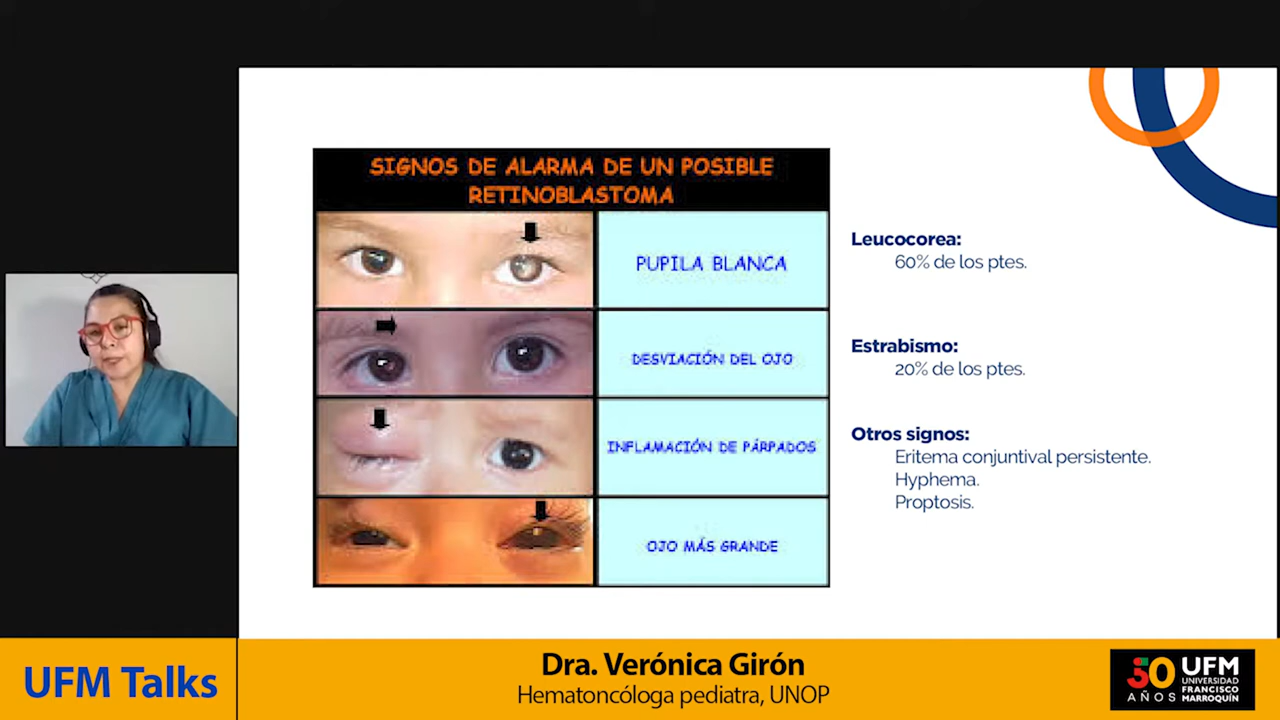 SIGNOS DE ALARMA DE UN POSIBLE
RETINOBLASTOMA
PUPILA BLANCA
DESVIACIÓN DEL OJO
INFLAMACIÓN DE PÁRPADOS
OJO MÁS GRANDE
Leucocorea:
60% de los ptes.
Estrabismo:
20% de los ptes.
Otros signos:
Eritema conjuntival persistente.
Hyphema.
Proptosis.
UFM Talks
Dra. Verónica Girón
Hematoncóloga pediatra, UNOP
50
AÑOS
UFM
UNIVERSIDAD
FRANCISCO
MARROQUÍN